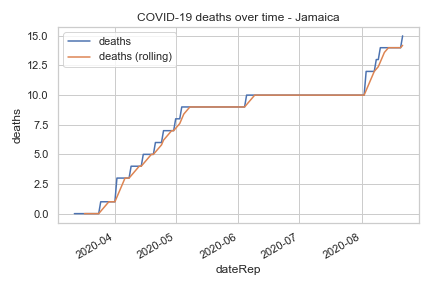 COVID-19 deaths over time - Jamaica
deaths
deaths (rolling)
15.0
12.5
10.0
7.5
5.0
2.5
0.0
deaths
2020-04
2020-05
2020-06
2020-07
2020-08
dateRep